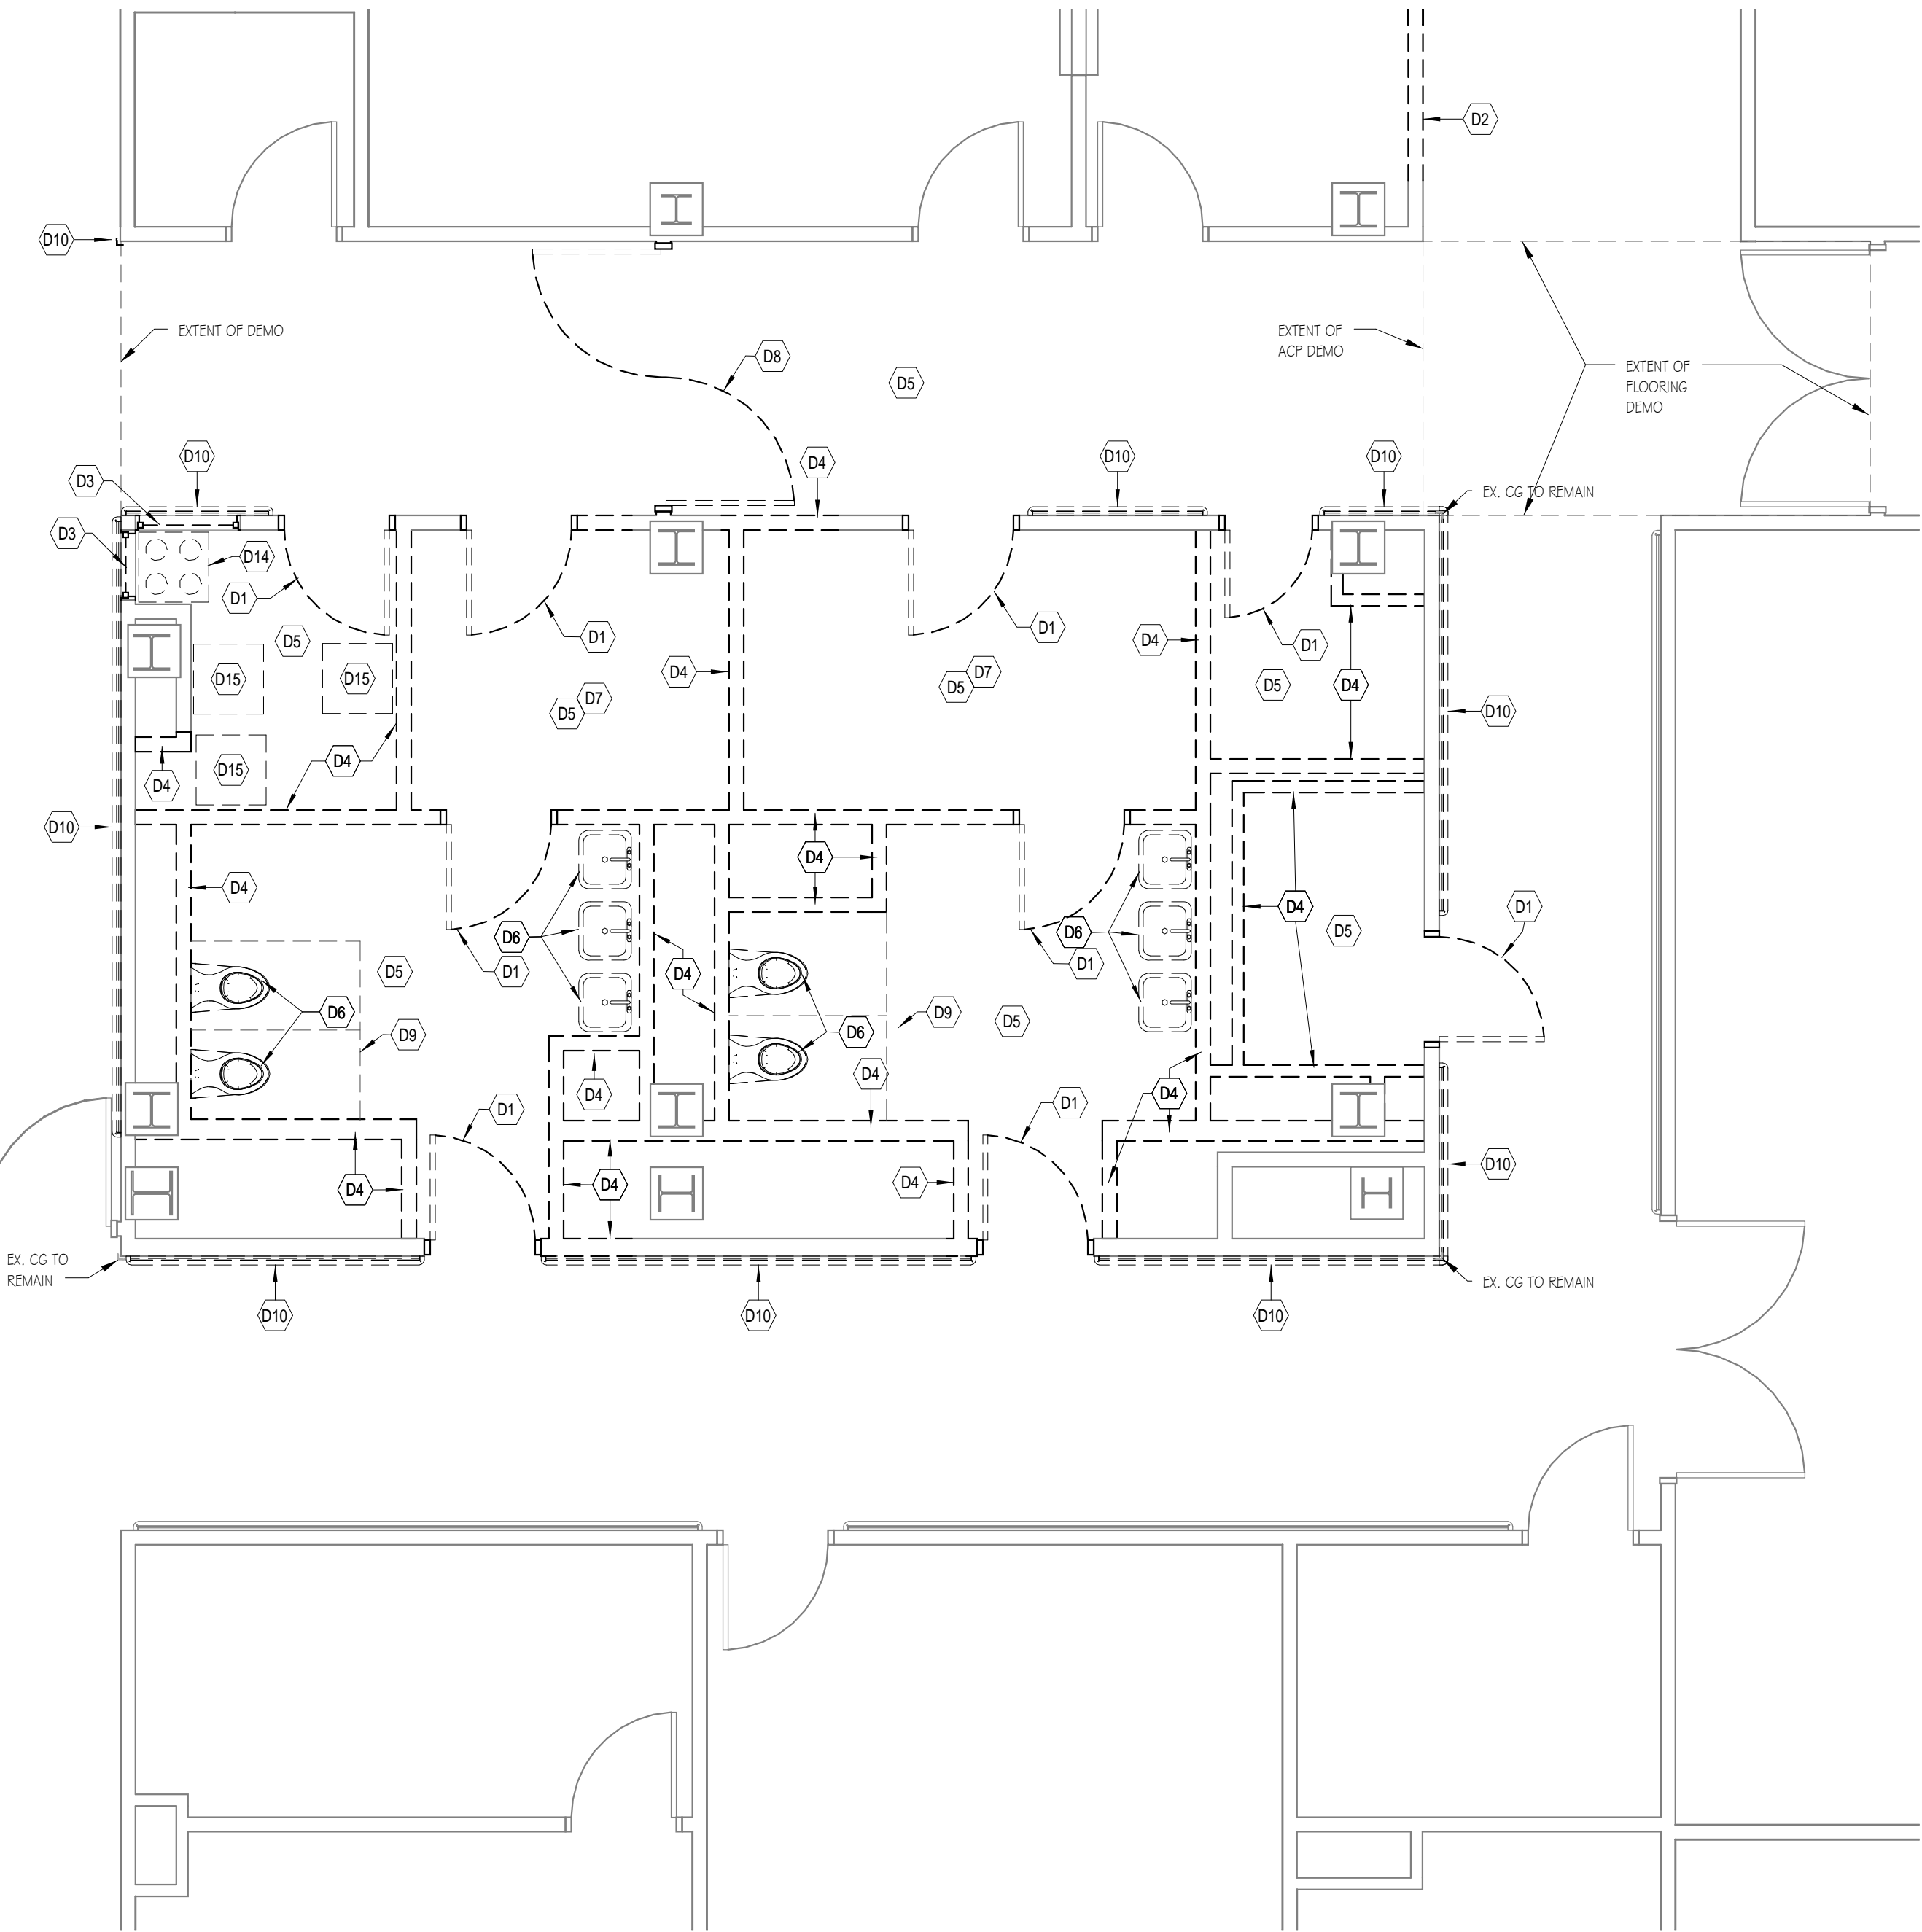 D2
D10
EXTENT OF DEMO
EXTENT OF
ACP DEMO
D8
EXTENT OF
FLOORING
DEMO
D5
D10
D4
D10
D10
D3
EX. CG TO REMAIN
D3
D14
D1
D5
D1
D1
D4
D1
D15
D15
D4
D7
D5
D7
D5
D5
D4
D10
D4
D15
D4
D10
D4
D4
D4
D1
D6
D6
D5
D5
D1
D4
D1
D6
D9
D9
D5
D6
D4
D4
D4
D1
D1
D4
D4
D4
D10
D4
EX. CG TO
REMAIN
EX. CG TO REMAIN
D10
D10
D10